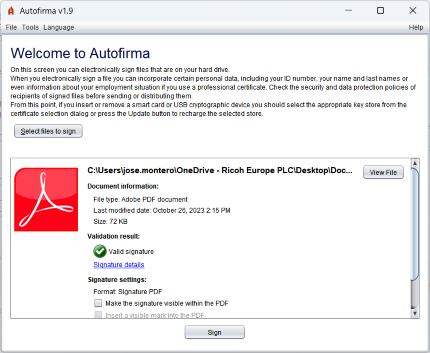 Autofirma v1.9
File Tools Language Help
Welcome to Autofirma
On this screen you can electronically sign files that are on your hard drive.
When you electronically sign a file you can incorporate certain personal data, including your ID number, your name and last names or
even information about your employment situation if you use a professional certificate. Check the security and data protection policies of
recipients of signed files before sending or distributing them.
From this point, if you insert or remove a smart card or USB cryptographic device you should select the appropriate key store from the
certificate selection dialog or press the Update button to recharge the selected store.
Select files to sign
C:\Users\jose.montero\OneDrive - Ricoh Europe PLC\Desktop\Doc...
View File
Document information:
File type: Adobe PDF document
Last modified date: October 26, 2023 2:15 PM
Size: 72 KB
Validation result:
Valid signature
Signature details
Signature settings:
Format: Signature PDF
Make the signature visible within the PDF
Insert a visible mark into the PDF
Sign